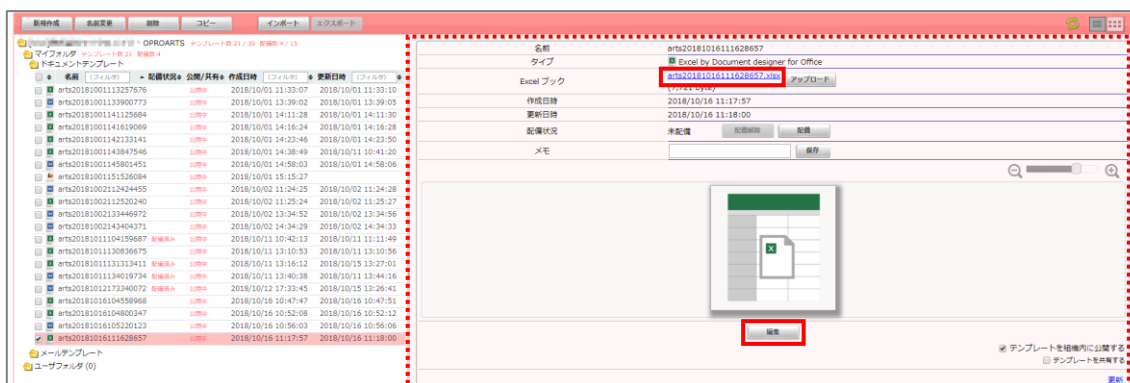 新規作成 名前変更 削除 コピー インポート エクスポート
OPROARTS テンプレート数 21 / 30 配備数 4 / 15
マイフォルダ テンプレート数 21 配備数 4
ドキュメントテンプレート
名前 (フィルタ) 配備状況 公開/共有 作成日時 (フィルタ) 更新日時 (フィルタ)
arts20181001113257676 公開中 2018/10/01 11:33:07 2018/10/01 11:33:10
arts20181001133900773 公開中 2018/10/01 13:39:02 2018/10/01 13:39:05
arts20181001141125684 公開中 2018/10/01 14:11:28 2018/10/01 14:11:30
arts20181001141619069 公開中 2018/10/01 14:16:24 2018/10/01 14:16:28
arts20181001142133141 公開中 2018/10/01 14:23:46 2018/10/01 14:23:50
arts20181001143847546 公開中 2018/10/01 14:38:49 2018/10/11 10:41:20
arts20181001145801451 公開中 2018/10/01 14:58:03 2018/10/01 14:58:06
arts20181001151526084 公開中 2018/10/01 15:15:27
arts20181002112424455 公開中 2018/10/02 11:24:25 2018/10/02 11:24:28
arts20181002112520240 公開中 2018/10/02 11:25:24 2018/10/02 11:25:27
arts20181002133446972 公開中 2018/10/02 13:34:52 2018/10/02 13:34:56
arts20181002143404371 公開中 2018/10/02 14:34:29 2018/10/02 14:34:33
arts20181011104159687 配備済み 公開中 2018/10/11 10:42:13 2018/10/11 11:11:49
arts20181011130836675 公開中 2018/10/11 13:10:53 2018/10/11 13:10:56
arts20181011131313411 配備済み 公開中 2018/10/11 13:16:12 2018/10/15 13:27:01
arts20181011134019734 配備済み 公開中 2018/10/11 13:40:38 2018/10/11 13:44:16
arts20181012173340072 配備済み 公開中 2018/10/12 17:33:45 2018/10/15 13:26:41
arts20181016104558968 公開中 2018/10/16 10:47:47 2018/10/16 10:47:51
arts20181016104800347 公開中 2018/10/16 10:52:08 2018/10/16 10:52:12
arts20181016105220123 公開中 2018/10/16 10:56:03 2018/10/16 10:56:06
arts20181016111628657 公開中 2018/10/16 11:17:57 2018/10/16 11:18:00
メールテンプレート
ユーザフォルダ (0)
名前 arts20181016111628657
タイプ Excel by Document designer for Office
Excel ブック arts20181016111628657.xlsx アップロード
(7,721 byte)
作成日時 2018/10/16 11:17:57
更新日時 2018/10/16 11:18:00
配備状況 未配備 配備解除 配備
メモ 保存
編集
テンプレートを組織内に公開する
テンプレートを共有する
更新